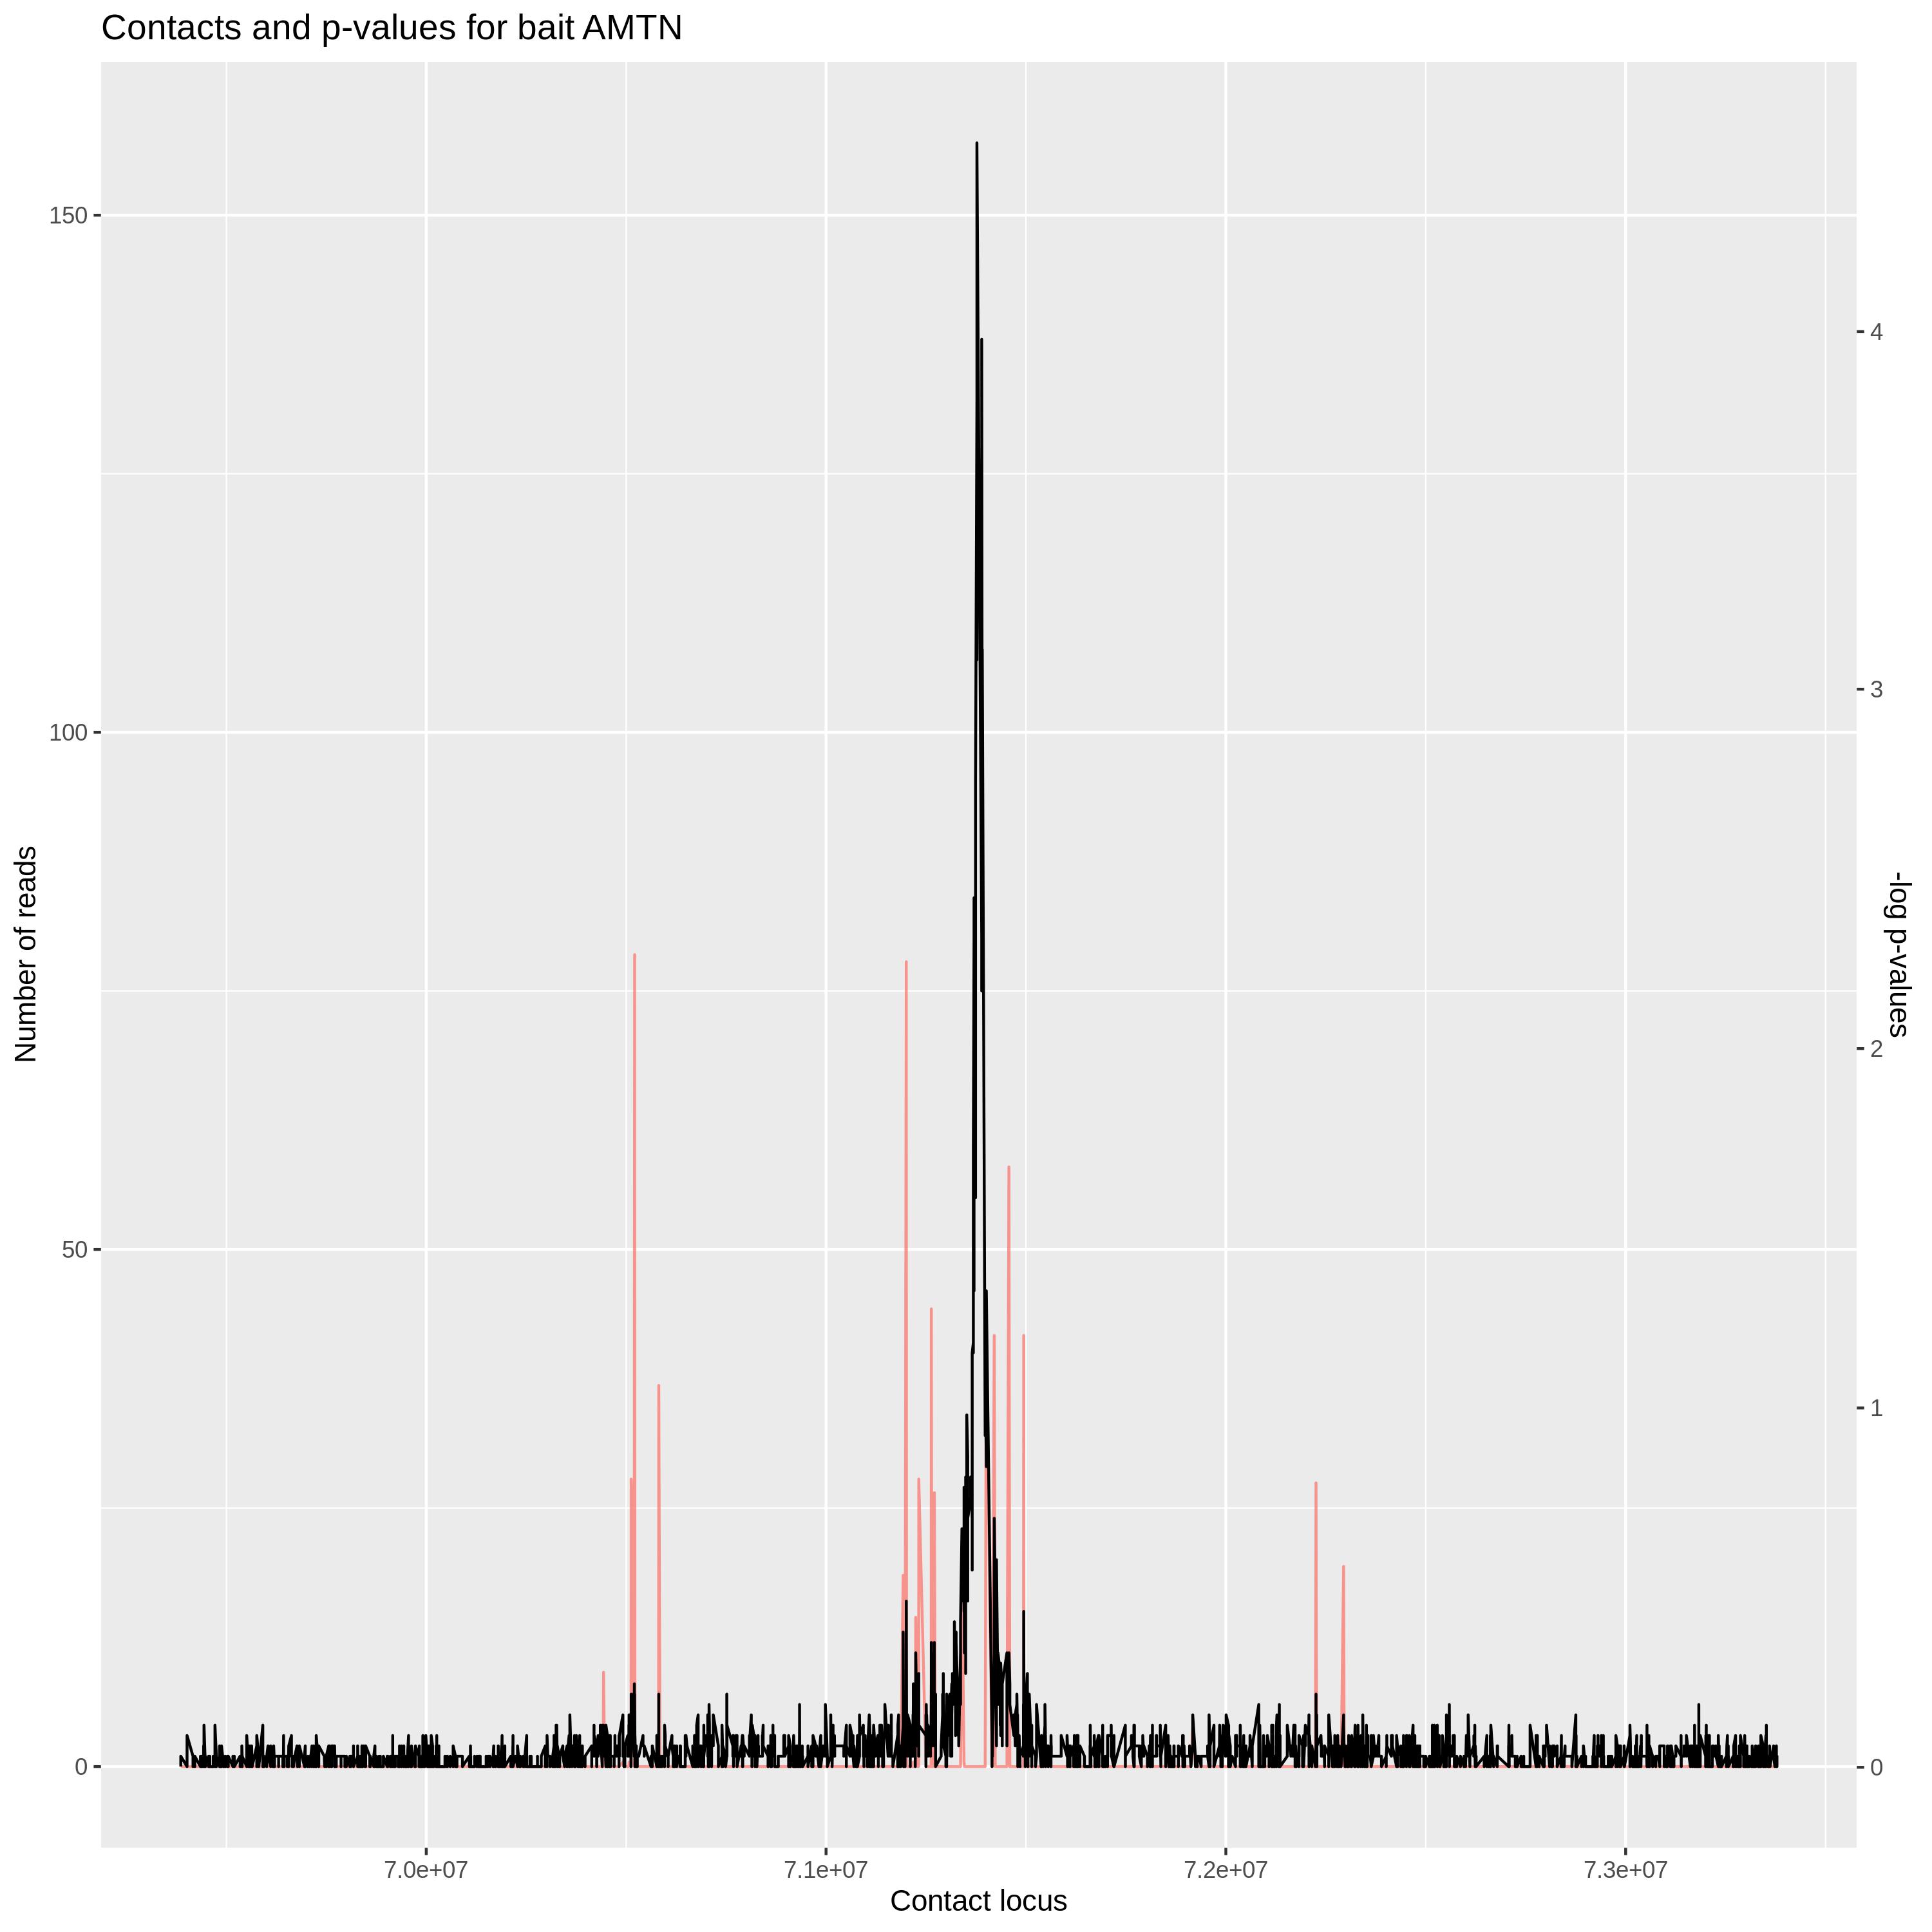 Contacts and p-values for bait AMTN
150
100
50
0
Number of reads
4
3
2
1
0
-log p-values
7.0e+07
7.1e+07
7.2e+07
7.3e+07
Contact locus